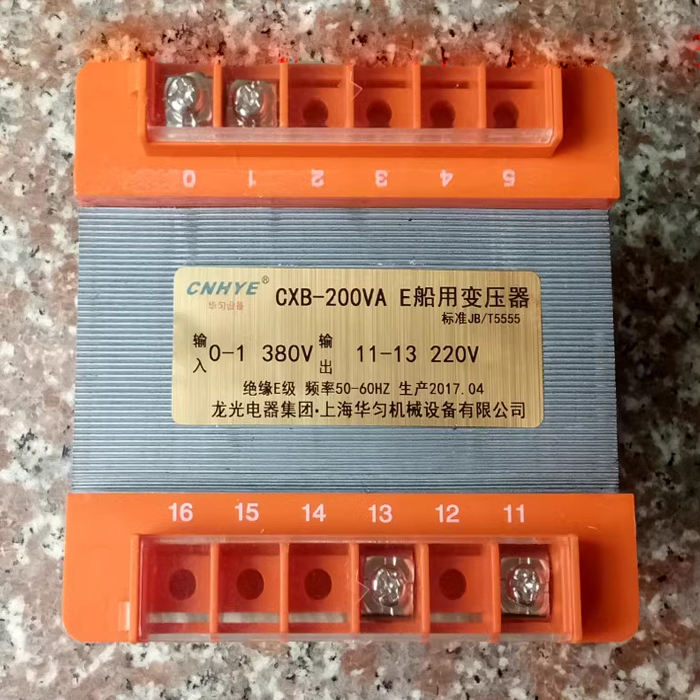 0 1 2 3 4 5
CNHYE® CXB-200VA E船用变压器
华匀设备 标准JB/T5555
输入 0-1 380V 输出 11-13 220V
绝缘E级 频率50-60HZ 生产2017.04
龙光电器集团·上海华匀机械设备有限公司
16 15 14 13 12 11